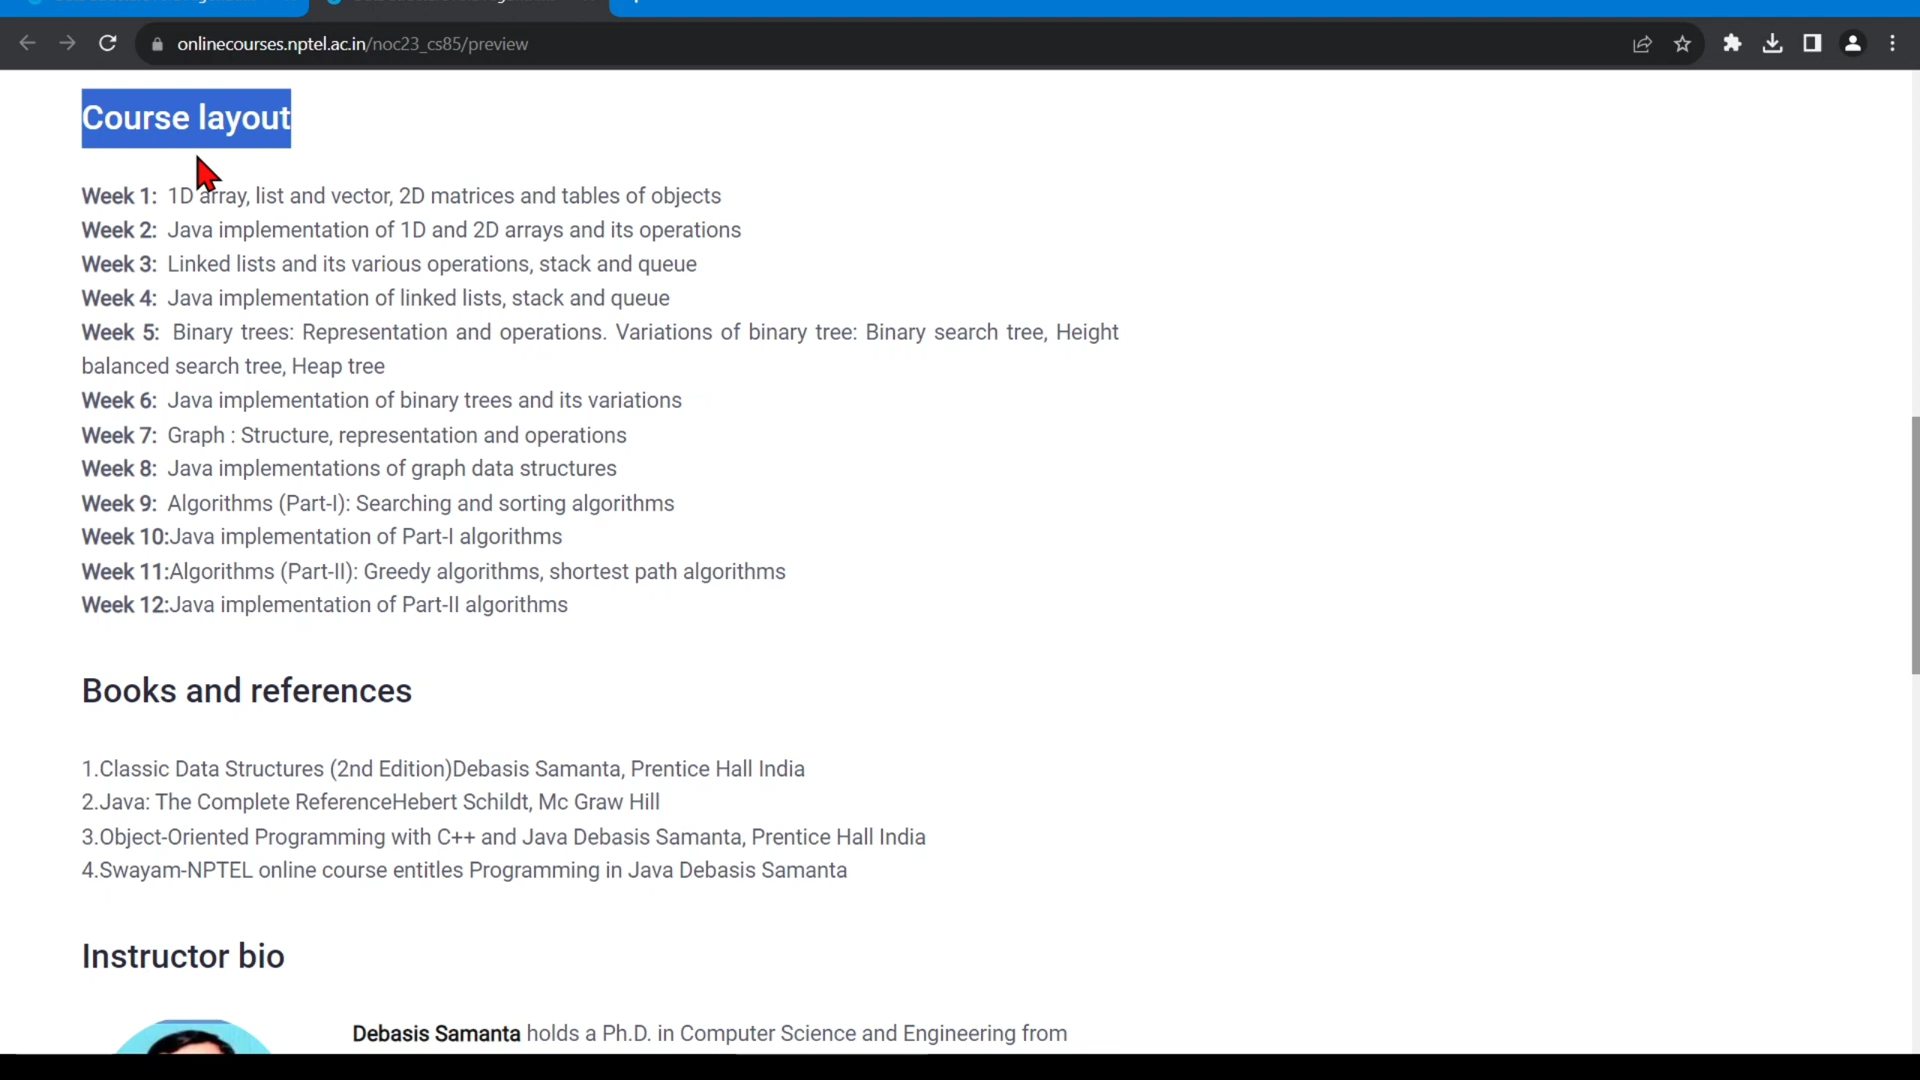 onlinecourses.nptel.ac.in/noc23_cs85/preview
Course layout
Week 1: 1D array, list and vector, 2D matrices and tables of objects
Week 2: Java implementation of 1D and 2D arrays and its operations
Week 3: Linked lists and its various operations, stack and queue
Week 4: Java implementation of linked lists, stack and queue
Week 5: Binary trees: Representation and operations. Variations of binary tree: Binary search tree, Height
balanced search tree, Heap tree
Week 6: Java implementation of binary trees and its variations
Week 7: Graph : Structure, representation and operations
Week 8: Java implementations of graph data structures
Week 9: Algorithms (Part-I): Searching and sorting algorithms
Week 10:Java implementation of Part-I algorithms
Week 11:Algorithms (Part-II): Greedy algorithms, shortest path algorithms
Week 12:Java implementation of Part-II algorithms
Books and references
1.Classic Data Structures (2nd Edition)Debasis Samanta, Prentice Hall India
2.Java: The Complete ReferenceHebert Schildt, Mc Graw Hill
3.Object-Oriented Programming with C++ and Java Debasis Samanta, Prentice Hall India
4.Swayam-NPTEL online course entitles Programming in Java Debasis Samanta
Instructor bio
Debasis Samanta holds a Ph.D. in Computer Science and Engineering from